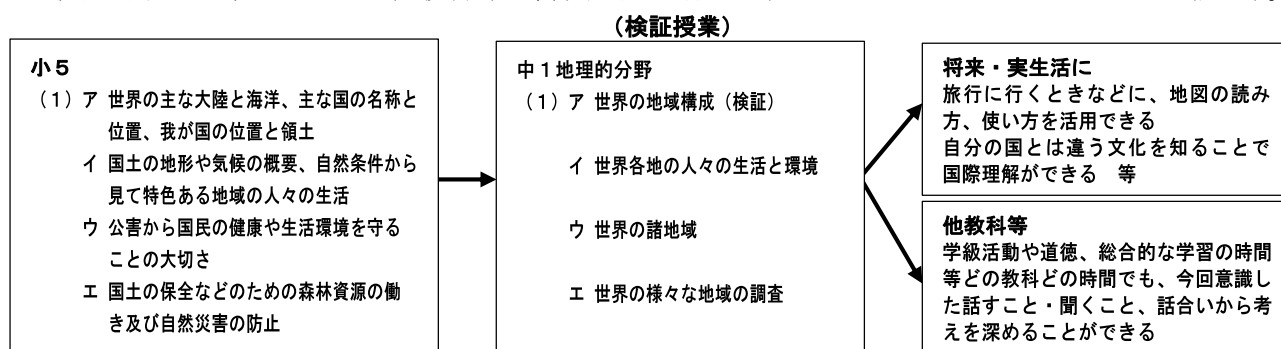 （検証授業）
小５
（１）ア 世界の主な大陸と海洋、主な国の名称と
位置、我が国の位置と領土
イ 国土の地形や気候の概要、自然条件から
見て特色ある地域の人々の生活
ウ 公害から国民の健康や生活環境を守る
ことの大切さ
エ 国土の保全などのための森林資源の働
き及び自然災害の防止
中１地理的分野
（１）ア 世界の地域構成（検証）
イ 世界各地の人々の生活と環境
ウ 世界の諸地域
エ 世界の様々な地域の調査
将来・実生活に
旅行に行くときなどに、地図の読み
方、使い方を活用できる
自分の国とは違う文化を知ることで
国際理解ができる　等
他教科等
学級活動や道徳、総合的な学習の時間
等どの教科どの時間でも、今回意識し
た話すこと・聞くこと、話合いから考
えを深めることができる